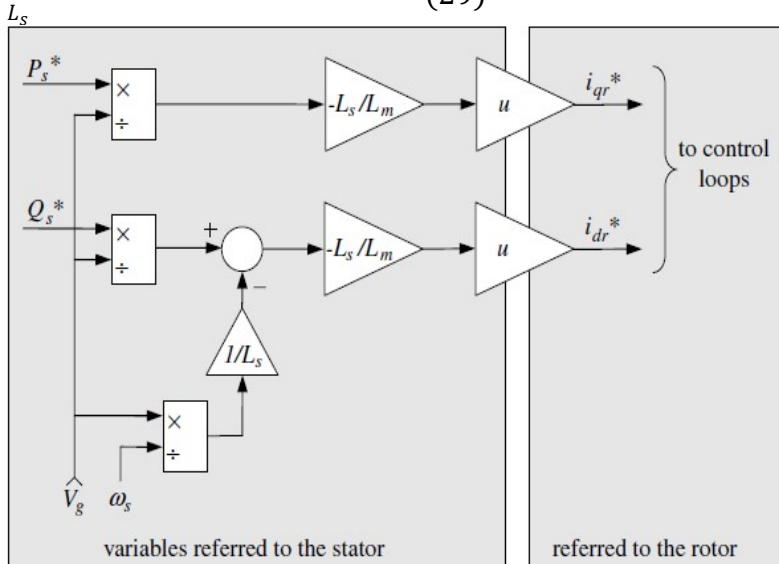 (29)
L_s
P_s*
×
÷
-L_s/L_m
u
i_qr*
to control
loops
Q_s*
×
÷
+
−
-L_s/L_m
u
i_dr*
1/L_s
×
÷
V̂_g
ω_s
variables referred to the stator
referred to the rotor